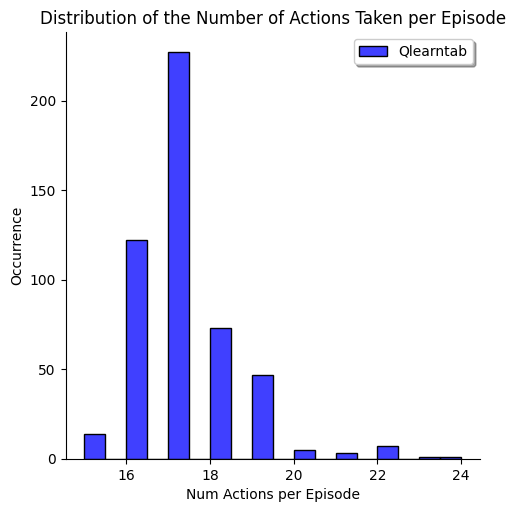 Distribution of the Number of Actions Taken per Episode
Qlearntab
200
150
100
50
0
Occurrence
16 18 20 22 24
Num Actions per Episode